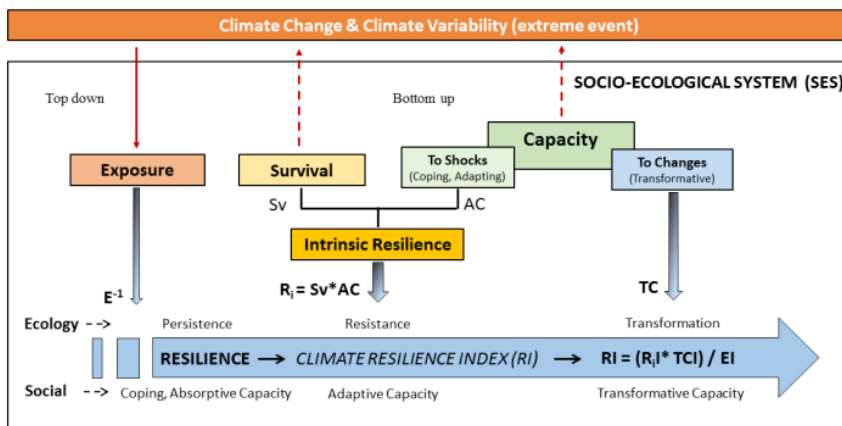 Climate Change & Climate Variability (extreme event)
SOCIO-ECOLOGICAL SYSTEM (SES)
Top down
Bottom up
Exposure
Survival
To Shocks
(Coping, Adapting)
Capacity
To Changes
(Transformative)
Sv
AC
Intrinsic Resilience
E⁻¹
Rᵢ = Sv*AC
TC
Ecology -->
Persistence
Resistance
Transformation
RESILIENCE → CLIMATE RESILIENCE INDEX (RI) → RI = (RᵢI* TCI) / EI
Social -->
Coping, Absorptive Capacity
Adaptive Capacity
Transformative Capacity